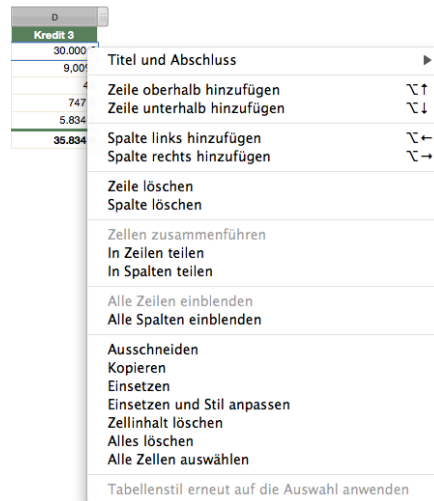 D
Kredit 3
30.000
9,00%
4
747
5.834
35.834
Titel und Abschluss ▶
Zeile oberhalb hinzufügen ⌥↑
Zeile unterhalb hinzufügen ⌥↓
Spalte links hinzufügen ⌥←
Spalte rechts hinzufügen ⌥→
Zeile löschen
Spalte löschen
Zellen zusammenführen
In Zeilen teilen
In Spalten teilen
Alle Zeilen einblenden
Alle Spalten einblenden
Ausschneiden
Kopieren
Einsetzen
Einsetzen und Stil anpassen
Zellinhalt löschen
Alles löschen
Alle Zellen auswählen
Tabellenstil erneut auf die Auswahl anwenden